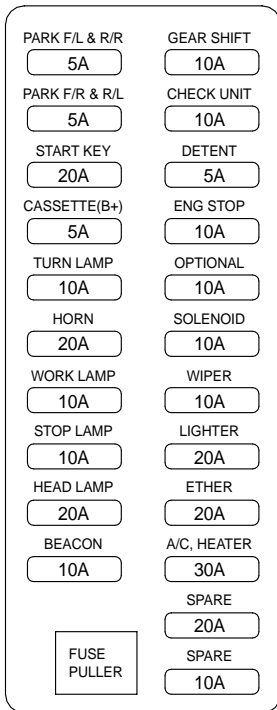 PARK F/L & R/R
5A
PARK F/R & R/L
5A
START KEY
20A
CASSETTE(B+)
5A
TURN LAMP
10A
HORN
20A
WORK LAMP
10A
STOP LAMP
10A
HEAD LAMP
20A
BEACON
10A
FUSE
PULLER
GEAR SHIFT
10A
CHECK UNIT
10A
DETENT
5A
ENG STOP
10A
OPTIONAL
10A
SOLENOID
10A
WIPER
10A
LIGHTER
20A
ETHER
20A
A/C, HEATER
30A
SPARE
20A
SPARE
10A